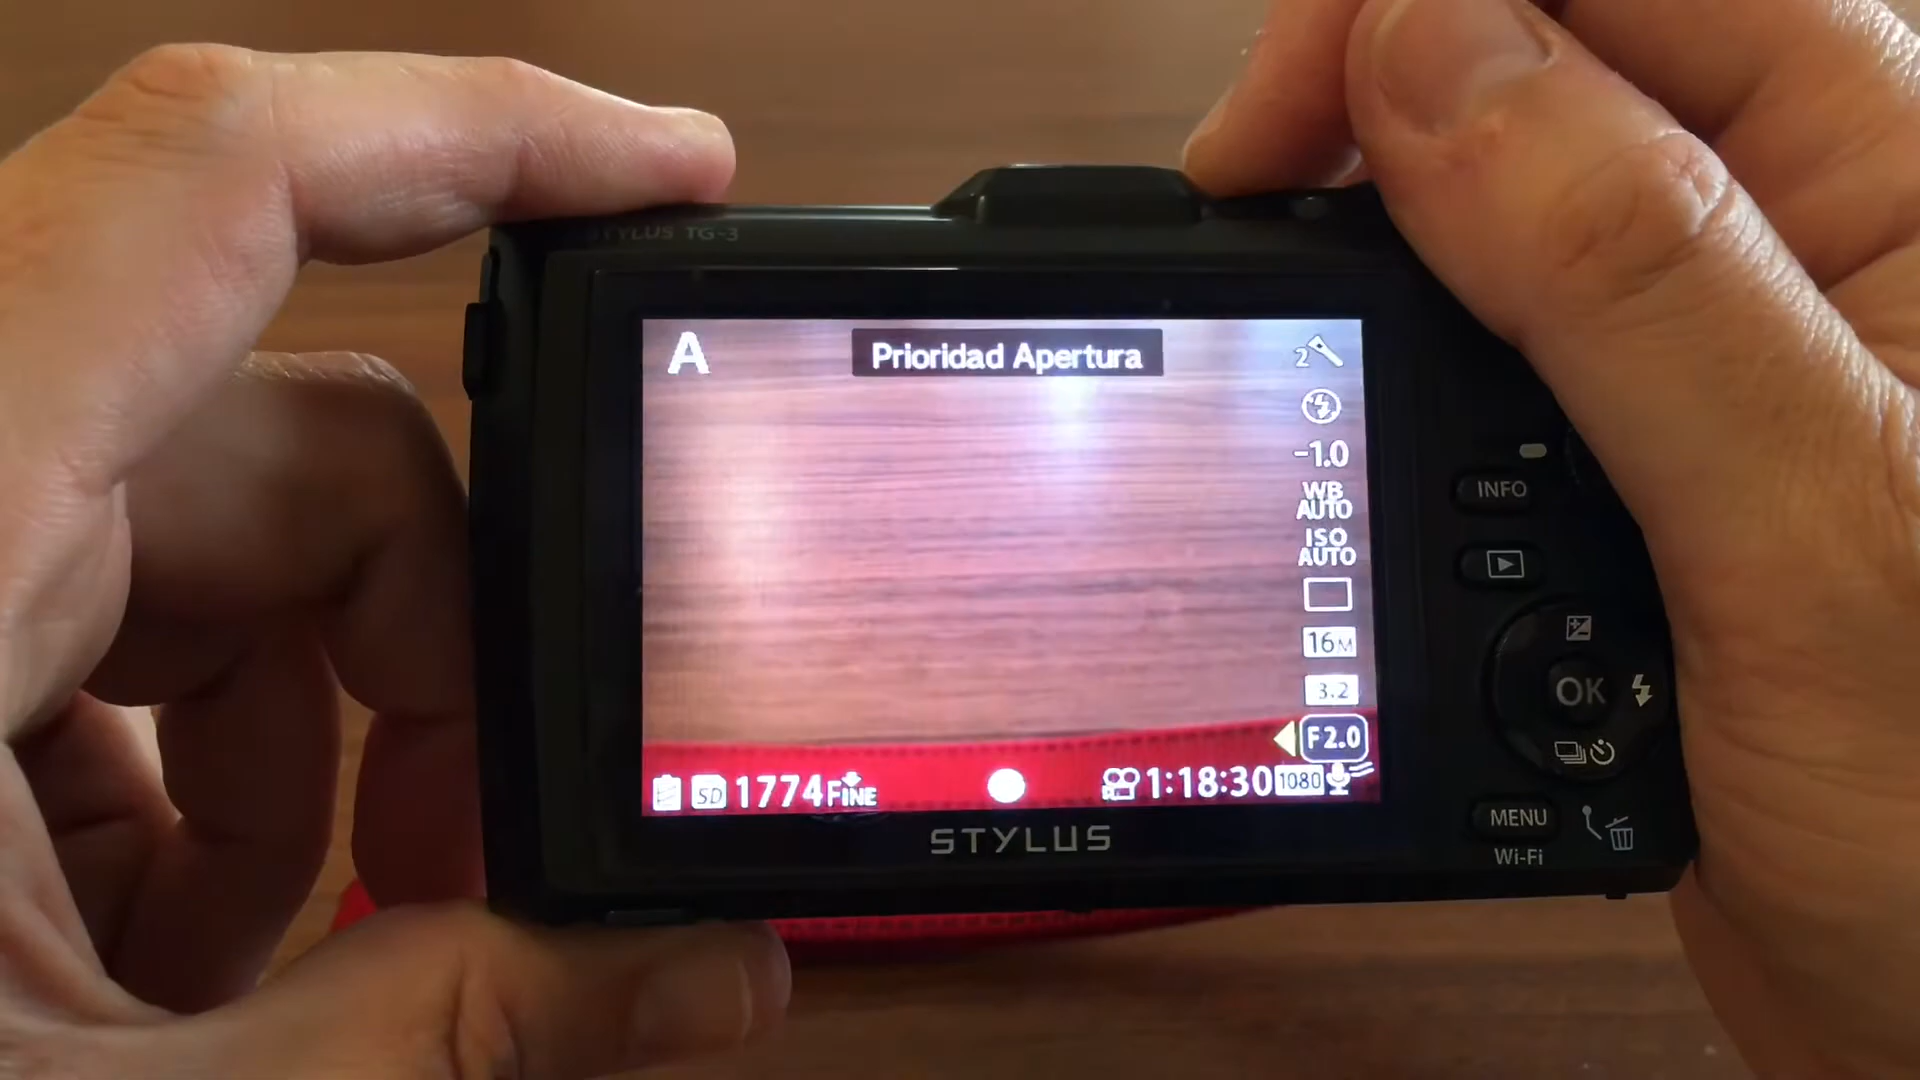 STYLUS TG-3
A
Prioridad Apertura
2
-1.0
WB
AUTO
ISO
AUTO
16M
3.2
F2.0
SD 1774 FINE
R 1:18:30 1080
STYLUS
INFO
OK
MENU
Wi-Fi